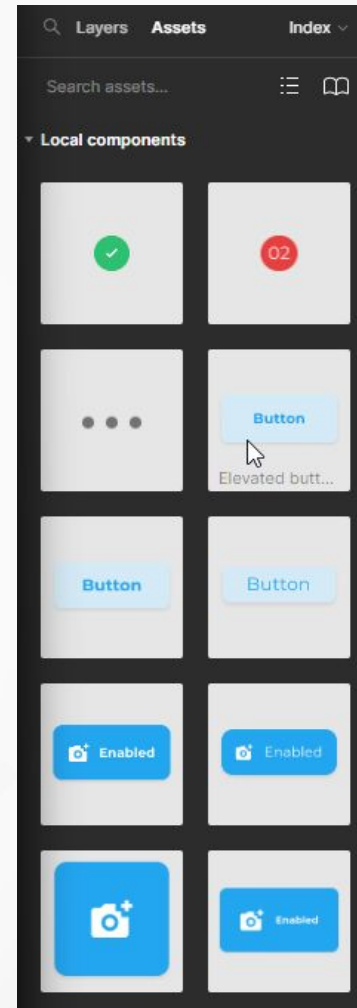 Layers Assets Index
Search assets...
Local components
02
Button
Elevated butt...
Button Button
Enabled Enabled
Enabled